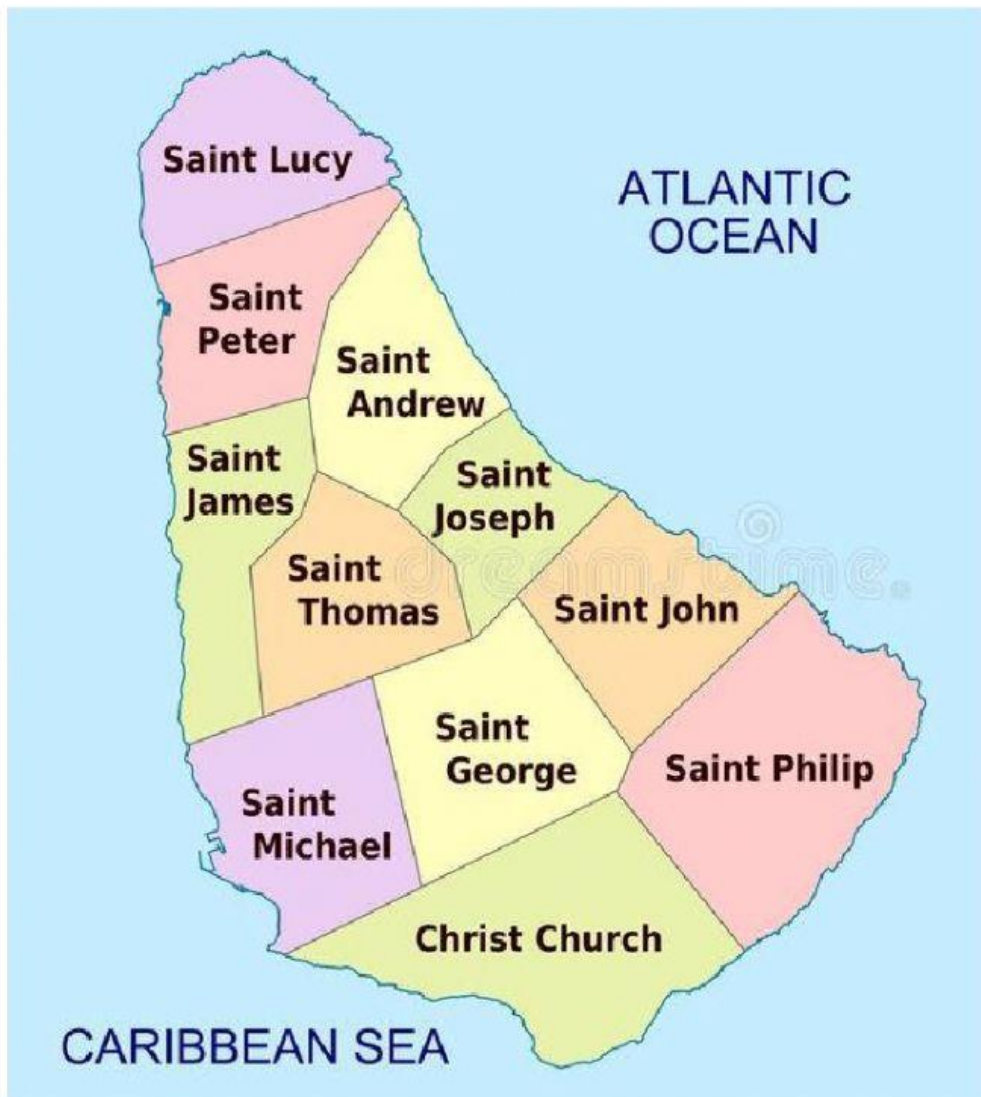 Saint Lucy
ATLANTIC
OCEAN
Saint
Peter
Saint
Andrew
Saint
James
Saint
Joseph
Saint
Thomas
dreamstime.
Saint John
Saint
George
Saint Philip
Saint
Michael
Christ Church
CARIBBEAN SEA